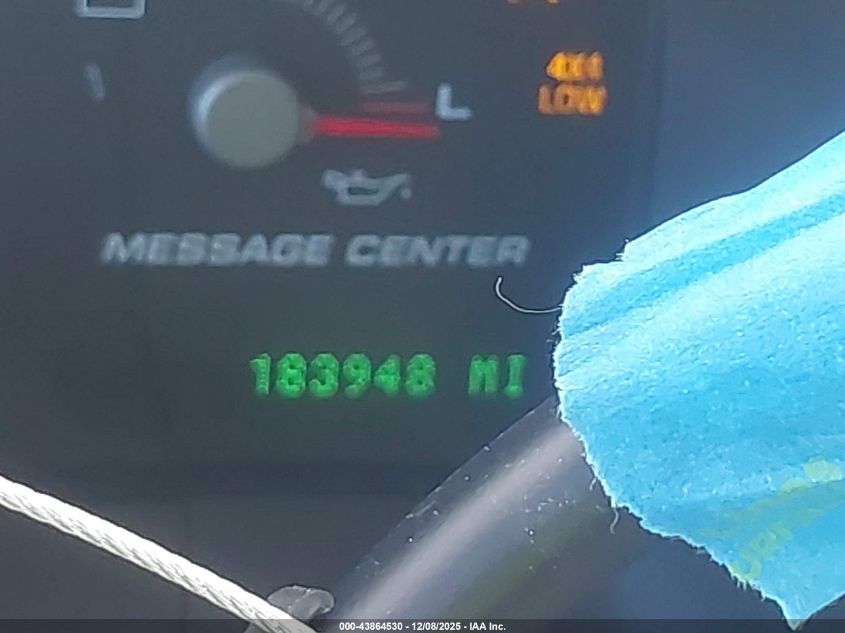 4X4
LOW
L
MESSAGE CENTER
183948 MI
000-43864530 - 12/08/2025 - IAA Inc.